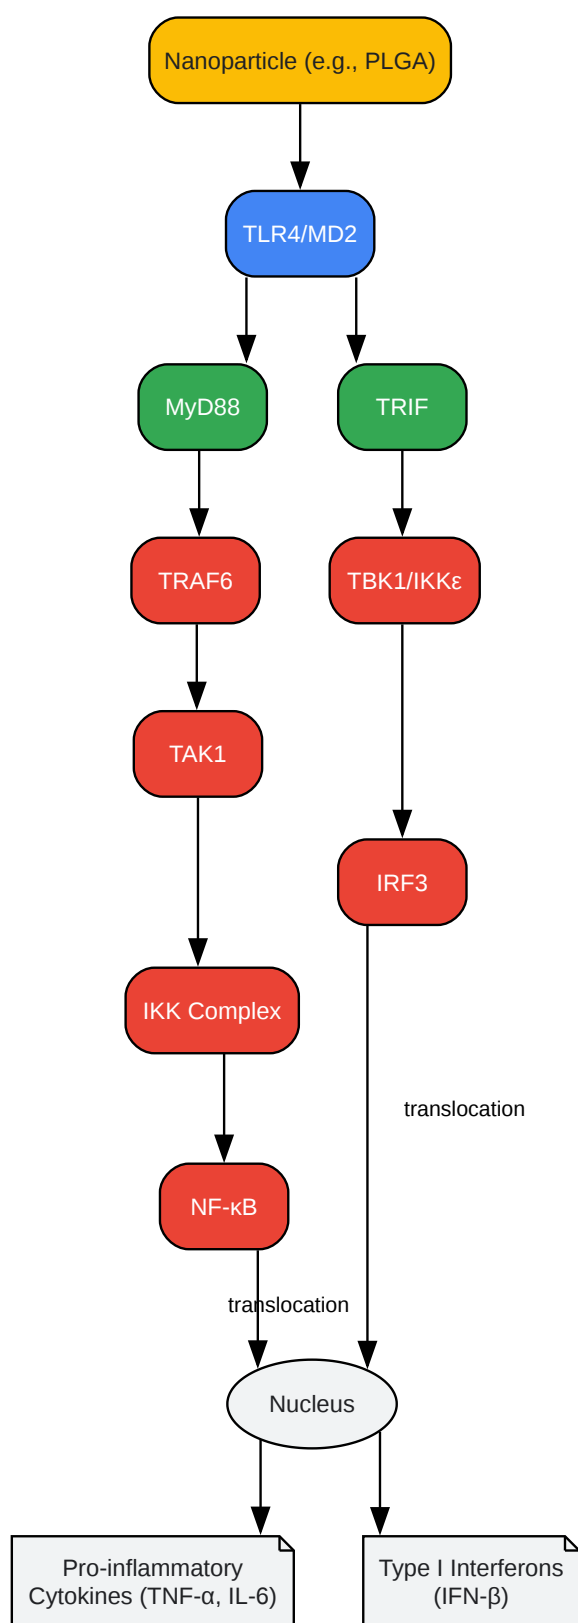 Nanoparticle (e.g., PLGA)
TLR4/MD2
MyD88
TRIF
TRAF6
TBK1/IKKε
TAK1
IRF3
IKK Complex
translocation
NF-κB
translocation
Nucleus
Pro-inflammatory
Cytokines (TNF-α, IL-6)
Type I Interferons
(IFN-β)